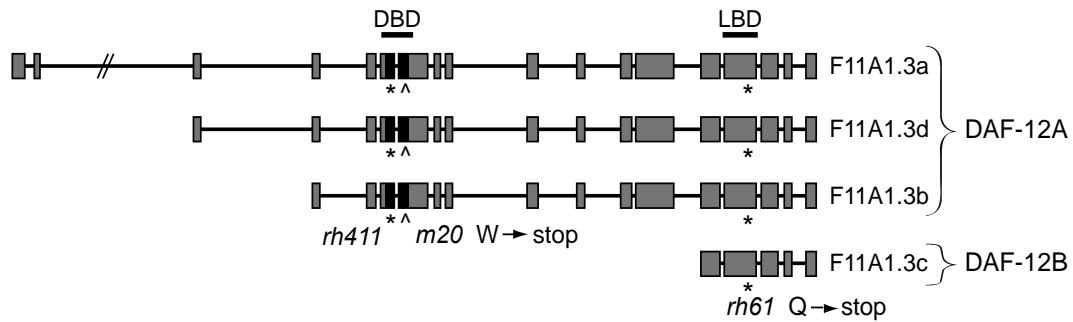 DBD LBD
F11A1.3a
* ^ *
F11A1.3d DAF-12A
* ^ *
F11A1.3b
* ^ *
rh411 m20 W → stop
F11A1.3c DAF-12B
*
rh61 Q → stop